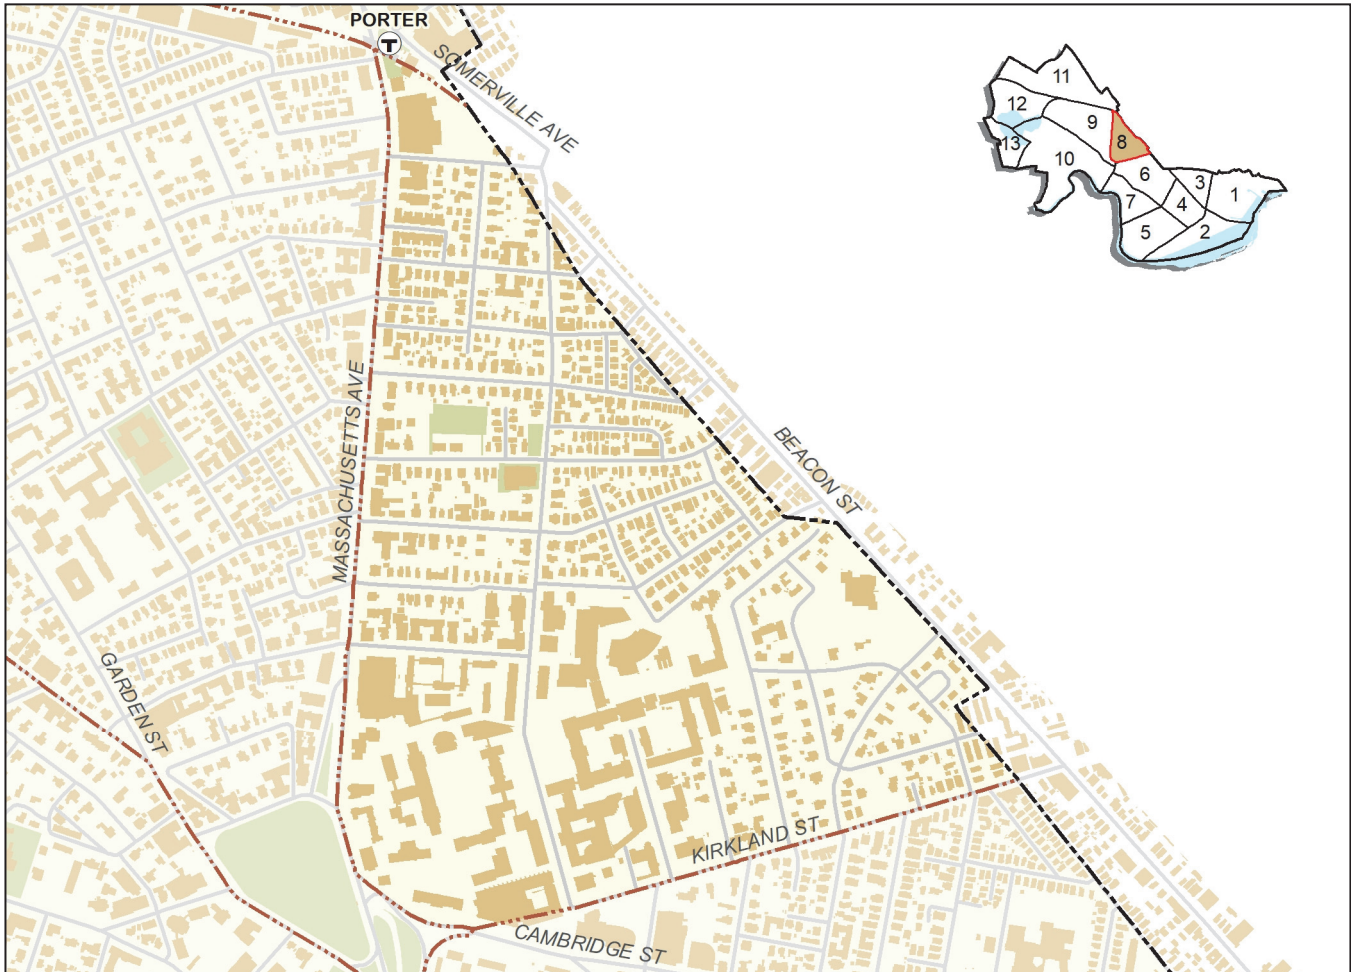 PORTER
T
SOMERVILLE AVE
11
12
9
8
13
10
6
3
1
7
4
5
2
MASSACHUSETTS AVE
BEACON ST
GARDEN ST
KIRKLAND ST
CAMBRIDGE ST